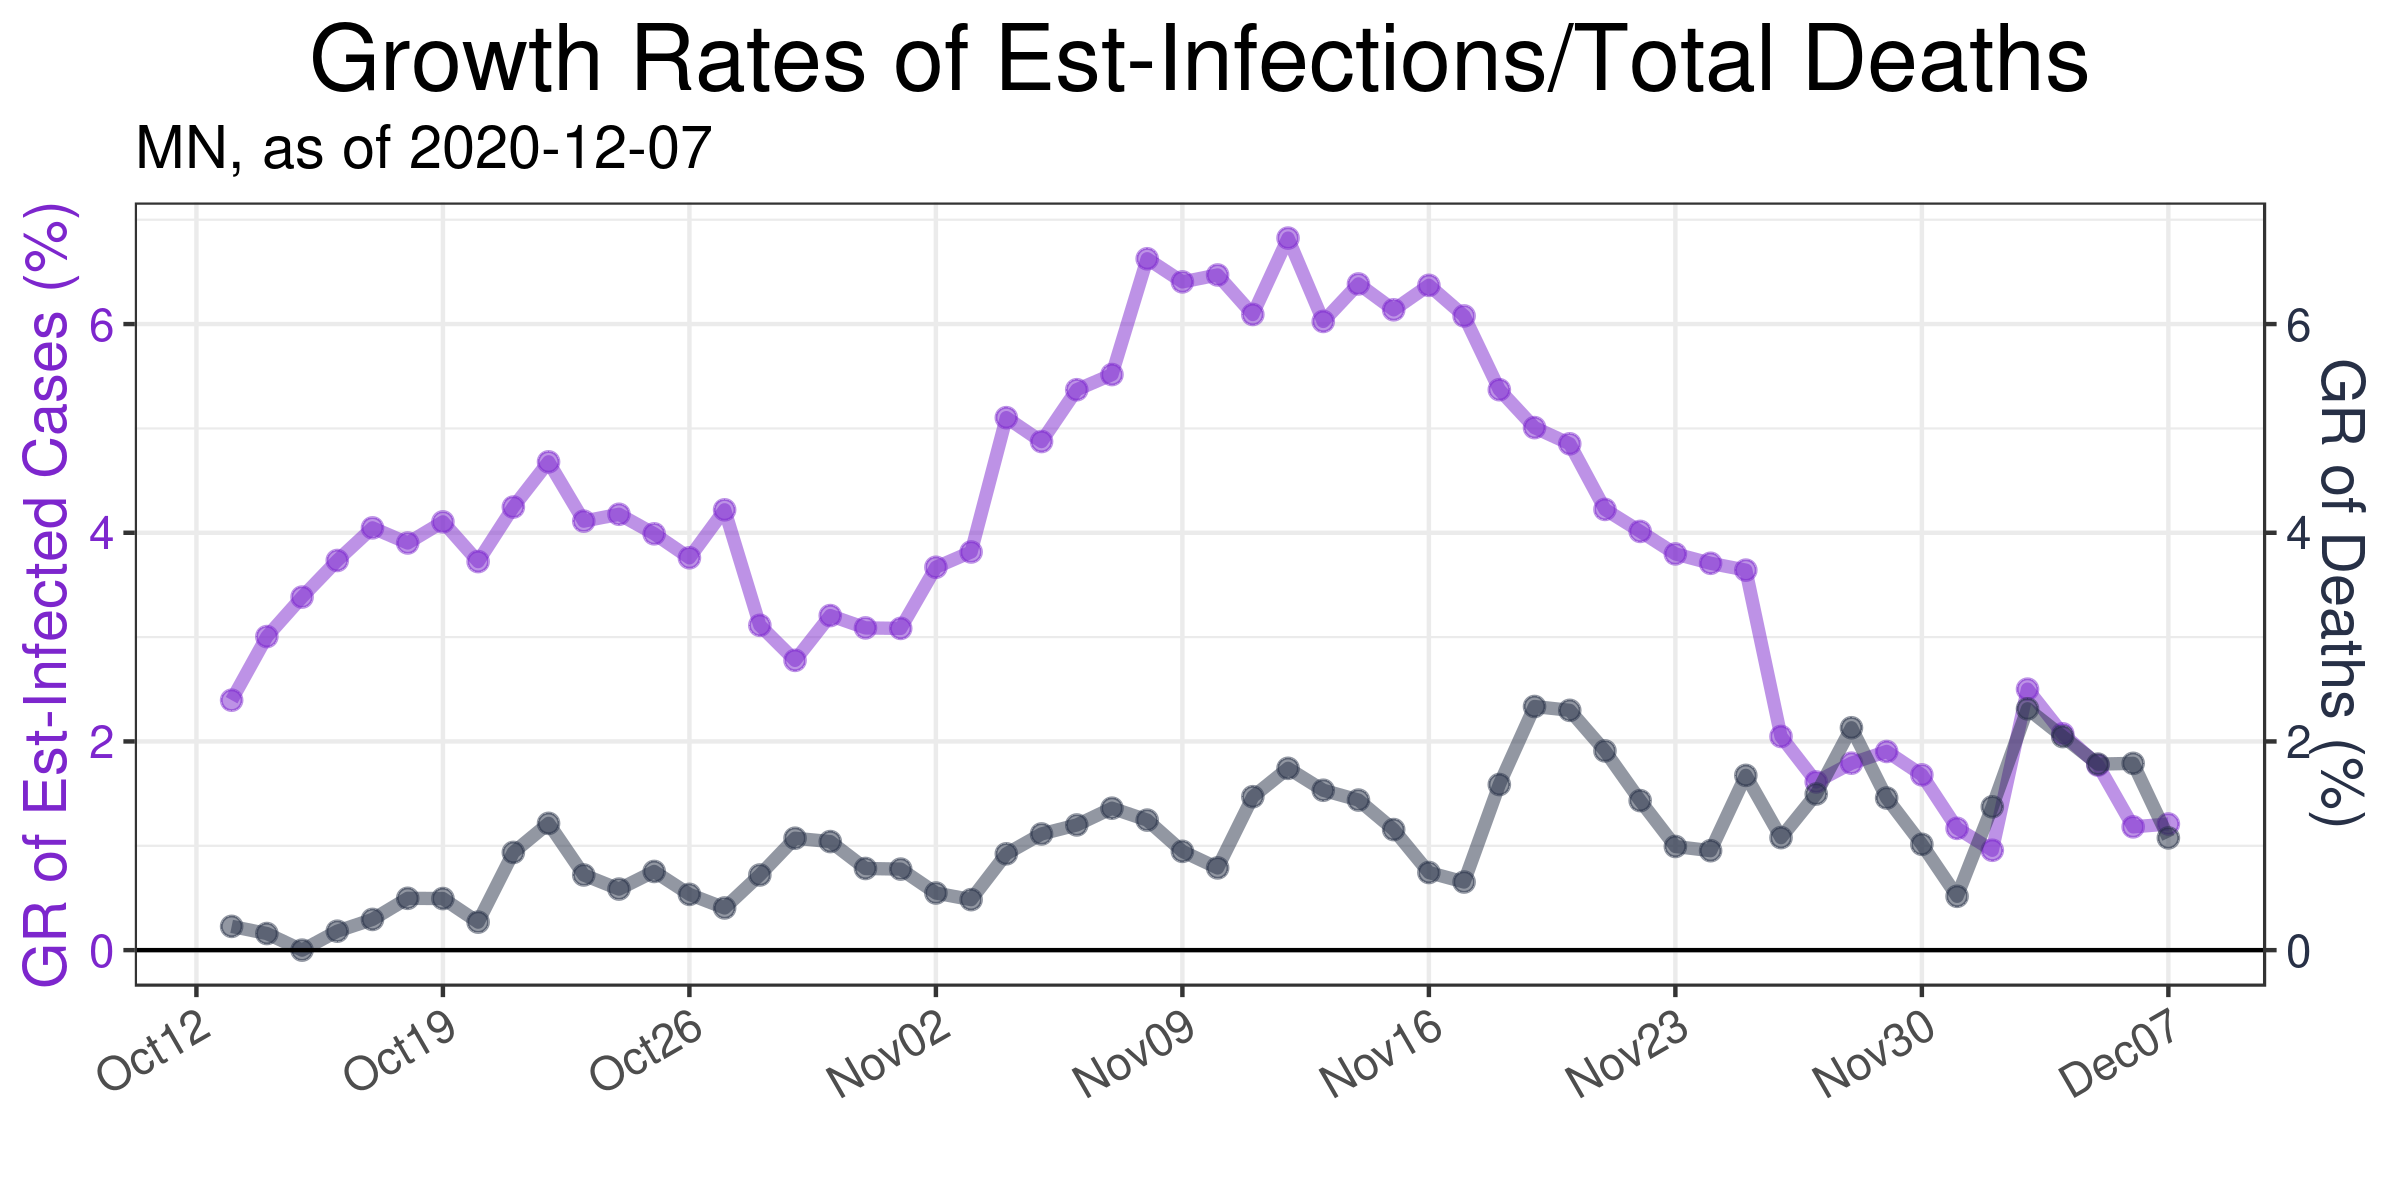 Growth Rates of Est-Infections/Total Deaths
MN, as of 2020-12-07
GR of Est-Infected Cases (%)
6
4
2
0
6
4
2
0
GR of Deaths (%)
Oct12
Oct19
Oct26
Nov02
Nov09
Nov16
Nov23
Nov30
Dec07